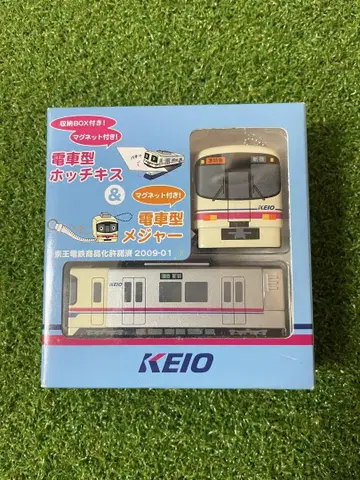 収納BOX付き!
マグネット付き!
電車型
ホッチキス
&
マグネット付き!
電車型
メジャー
京王電鉄商品化許諾済 2009-01
KEIO
KEIO
KEIO